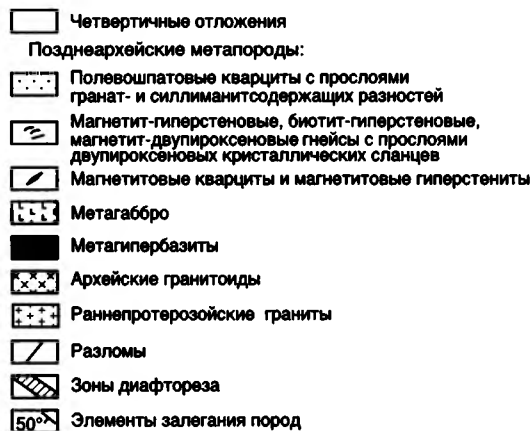 Четвертичные отложения
Позднеархейские метапороды:
Полевошпатовые кварциты с прослоями
гранат- и силлиманитсодержащих разностей
Магнетит-гиперстеновые, биотит-гиперстеновые,
магнетит-двупироксеновые гнейсы с прослоями
двупироксеновых кристаллических сланцев
Магнетитовые кварциты и магнетитовые гиперстениты
Метагаббро
Метагипербазиты
Архейские гранитоиды
Раннепротерозойские граниты
Разломы
Зоны диафтореза
50° Элементы залегания пород